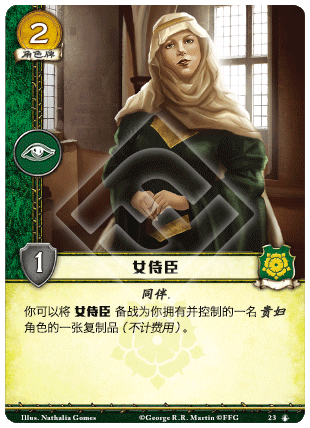 2
角色牌
1
女侍臣
同伴.
你可以将 女侍臣 备战为你拥有并控制的一名 贵妇
角色的一张复制品 (不计费用) 。
Illus. Nathalia Gomes ©George R.R. Martin ©FFG 23